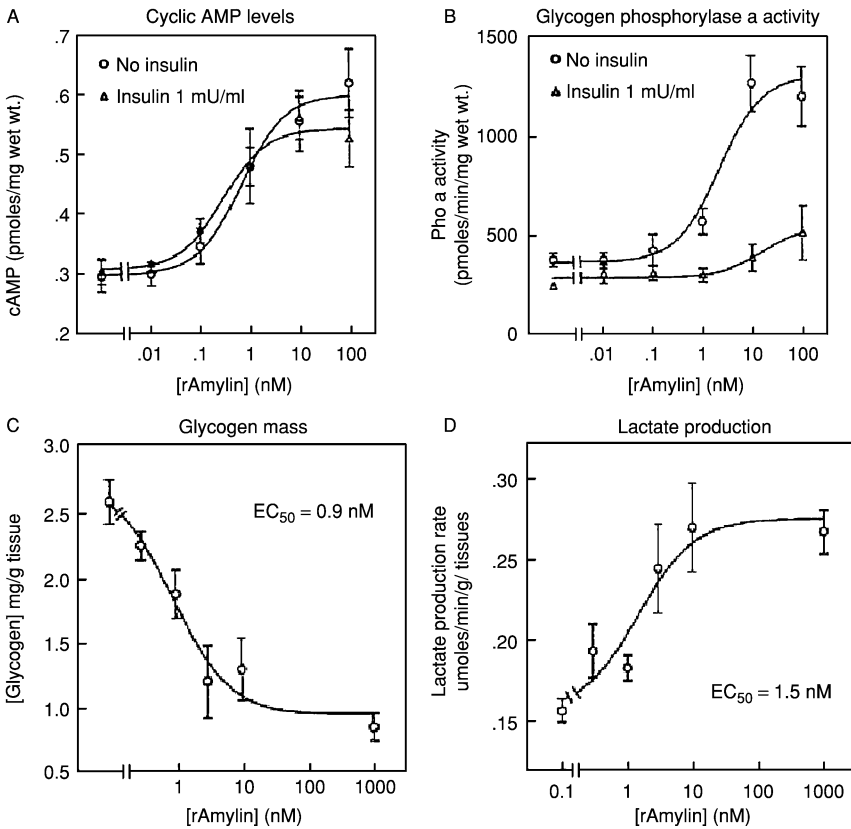 A
Cyclic AMP levels
.7
.6
.5
.4
.3
.2
No insulin
Insulin 1 mU/ml
cAMP (pmoles/mg wet wt.)
.01
.1
1
10
100
[rAmylin] (nM)
B
Glycogen phosphorylase a activity
1500
1000
500
0
No insulin
Insulin 1 mU/ml
Pho a activity
(pmoles/min/mg wet wt.)
.01
.1
1
10
100
[rAmylin] (nM)
C
Glycogen mass
3.0
2.5
2.0
1.5
1.0
0.5
EC50 = 0.9 nM
[Glycogen] mg/g tissue
1
10
100
1000
[rAmylin] (nM)
D
Lactate production
.30
.25
.20
.15
EC50 = 1.5 nM
Lactate production rate
umoles/min/g/ tissues
0.1
1
10
100
1000
[rAmylin] (nM)